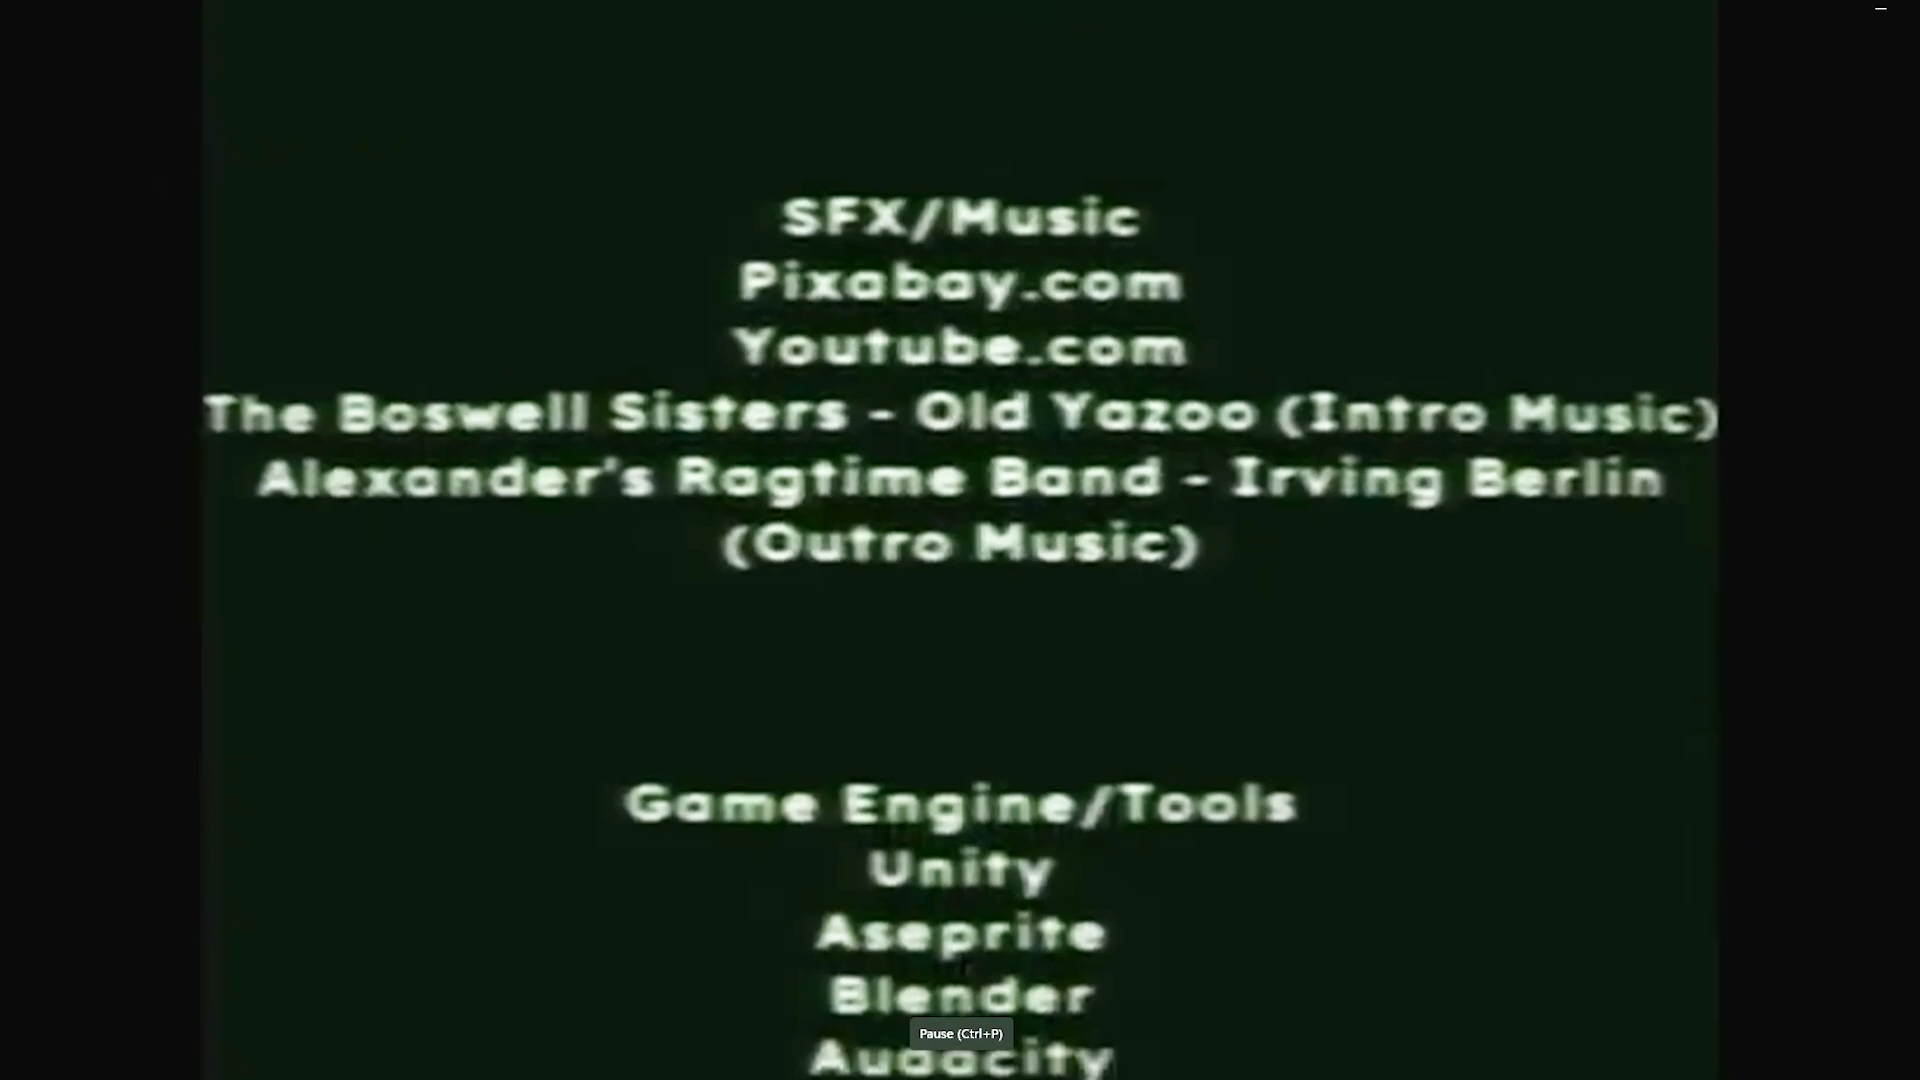 SFX/Music
Pixabay.com
Youtube.com
The Boswell Sisters - Old Yazoo (Intro Music)
Alexander's Ragtime Band - Irving Berlin
(Outro Music)
Game Engine/Tools
Unity
Aseprite
Blender
Pause (Ctrl+P)
Audacity